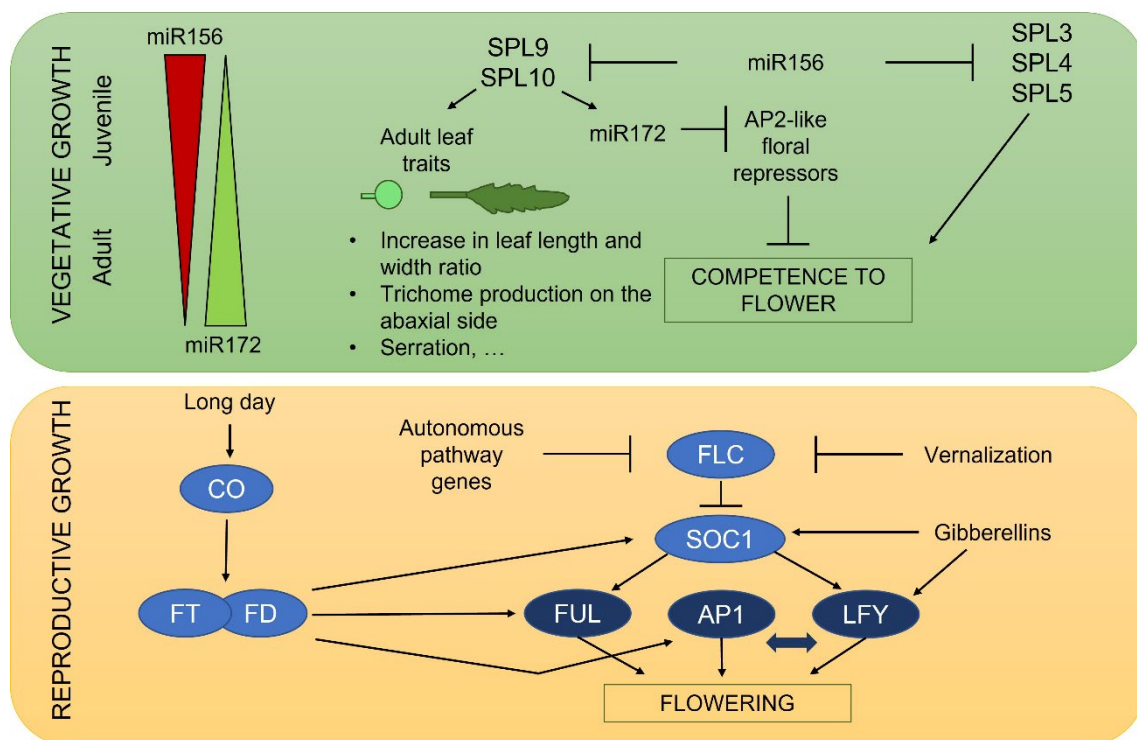 VEGETATIVE GROWTH
Juvenile
Adult
miR156
miR172
SPL9
SPL10
miR156
SPL3
SPL4
SPL5
Adult leaf
traits
miR172
AP2-like
floral
repressors
• Increase in leaf length and
width ratio
• Trichome production on the
abaxial side
• Serration, …
COMPETENCE TO
FLOWER
REPRODUCTIVE GROWTH
Long day
CO
FT
FD
Autonomous
pathway
genes
FLC
Vernalization
SOC1
Gibberellins
FUL
AP1
LFY
FLOWERING